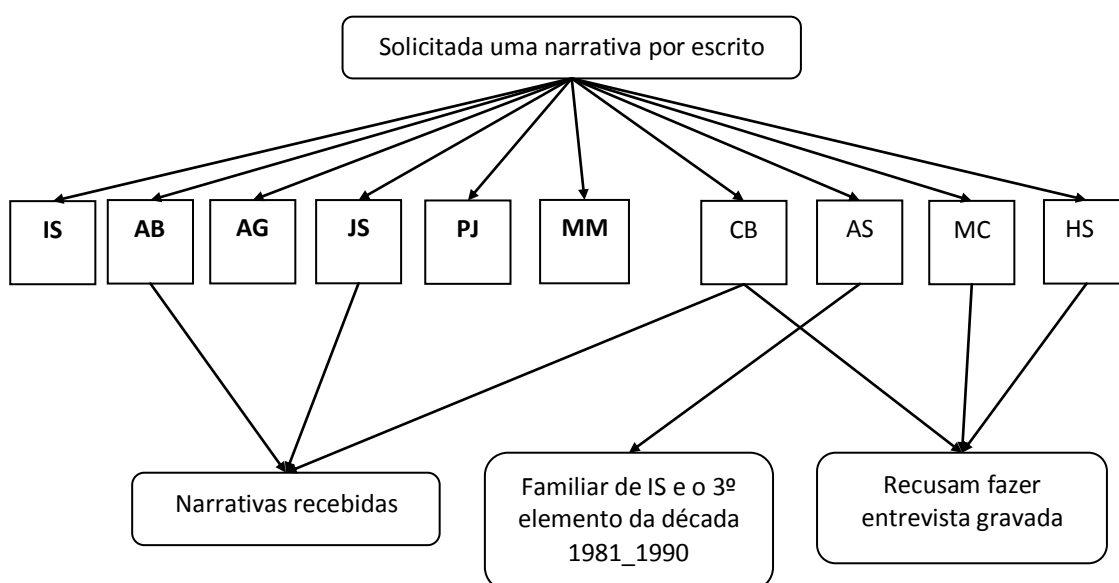 Solicitada uma narrativa por escrito
IS
AB
AG
JS
PJ
MM
CB
AS
MC
HS
Narrativas recebidas
Familiar de IS e o 3º
elemento da década
1981_1990
Recusam fazer
entrevista gravada